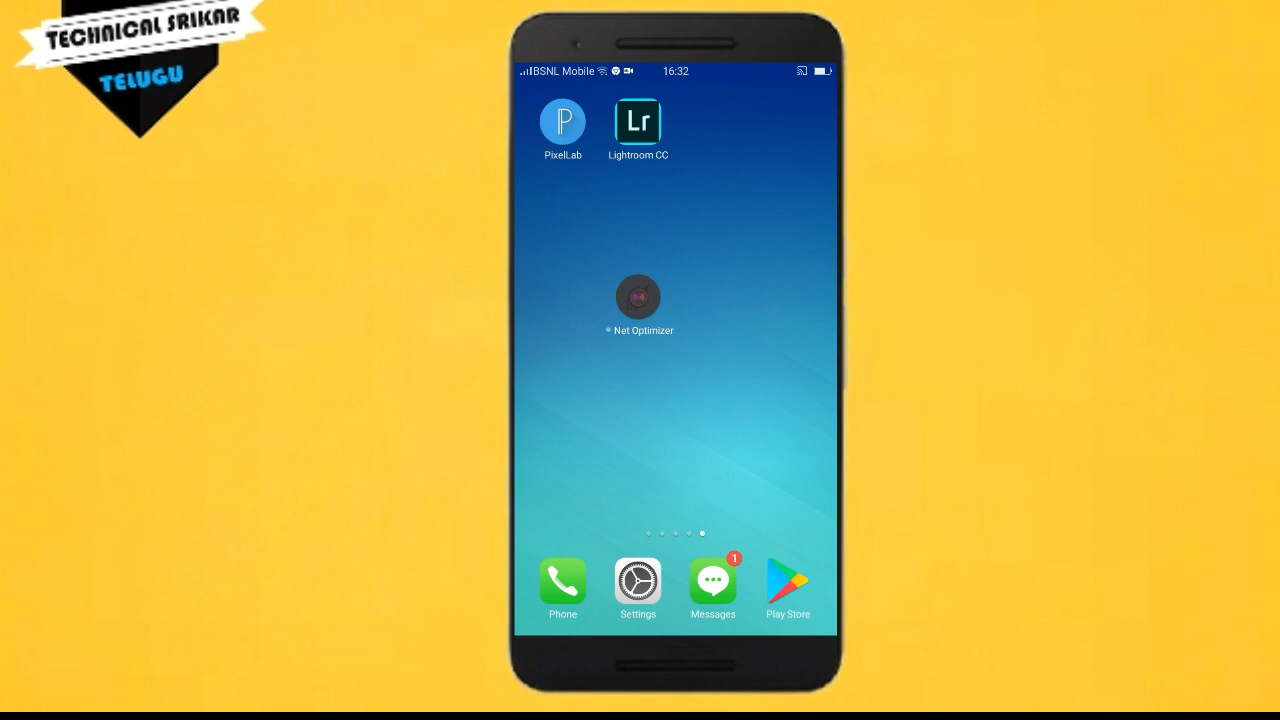 TECHNICAL SRIKAR
TELUGU
BSNL Mobile 16:32
PixelLab
Lr
Lightroom CC
Net Optimizer
1
Phone
Settings
Messages
Play Store